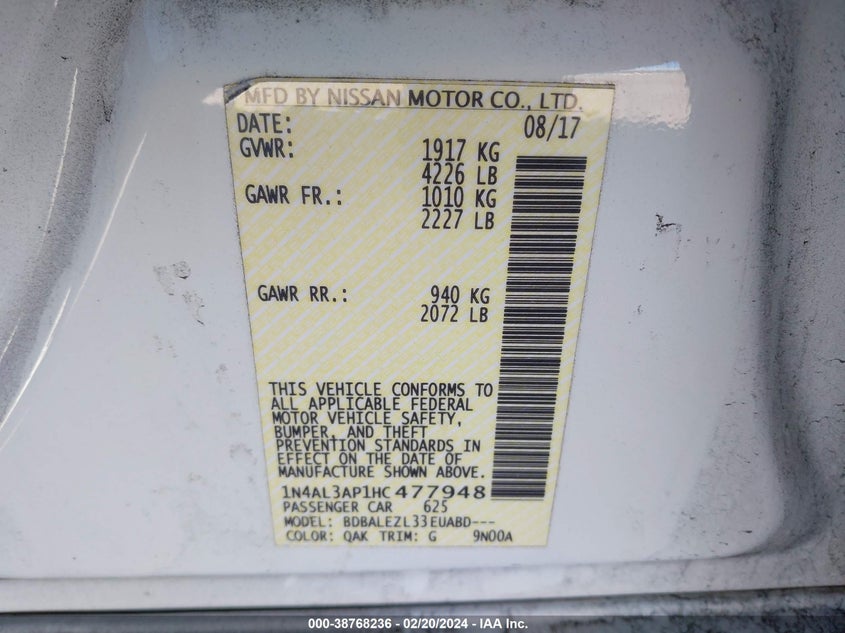 MFD BY NISSAN MOTOR CO., LTD.
DATE: 08/17
GVWR: 1917 KG
4226 LB
GAWR FR.: 1010 KG
2227 LB
GAWR RR.: 940 KG
2072 LB
THIS VEHICLE CONFORMS TO
ALL APPLICABLE FEDERAL
MOTOR VEHICLE SAFETY,
BUMPER, AND THEFT
PREVENTION STANDARDS IN
EFFECT ON THE DATE OF
MANUFACTURE SHOWN ABOVE.
1N4AL3AP1HC477948
PASSENGER CAR 625
MODEL: BDBALEZL33EUABD---
COLOR: QAK TRIM: G 9N00A
000-38768236 - 02/20/2024 - IAA Inc.